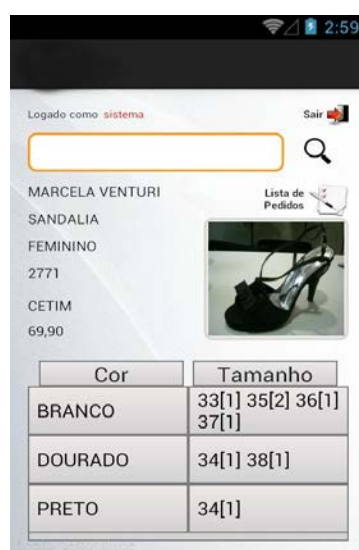 2:59
Logado como sistema
Sair
MARCELA VENTURI
Lista de
Pedidos
SANDALIA
FEMININO
2771
CETIM
69,90
Cor Tamanho
BRANCO 33[1] 35[2] 36[1]
37[1]
DOURADO 34[1] 38[1]
PRETO 34[1]